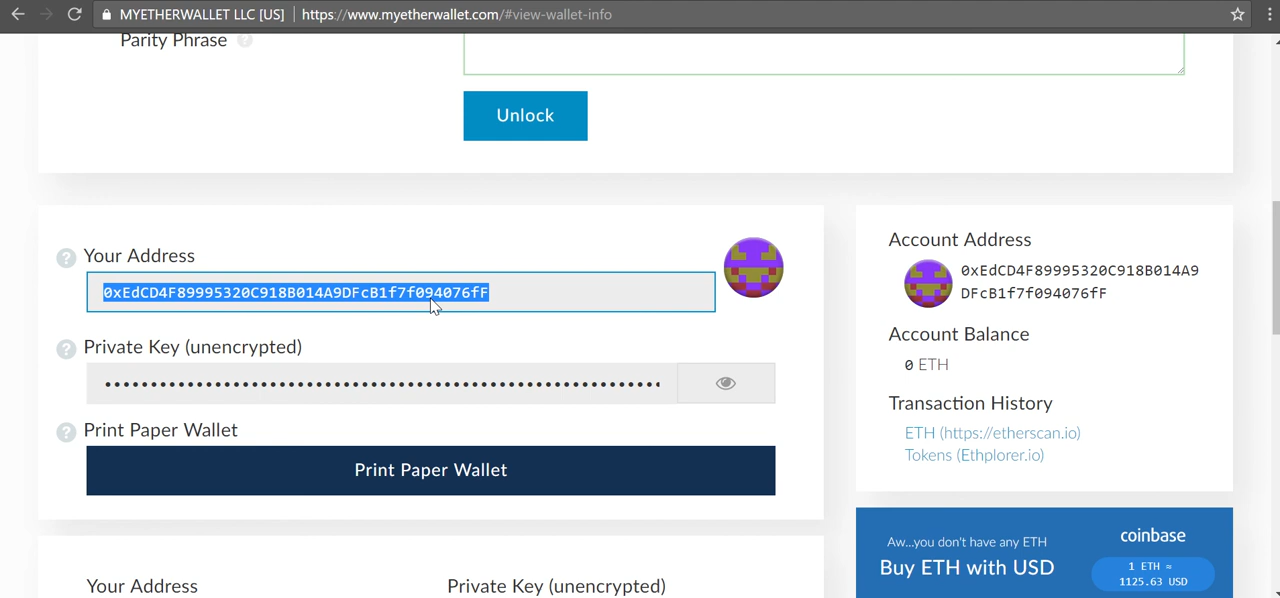 MYETHERWALLET LLC [US] | https://www.myetherwallet.com/#view-wallet-info
Parity Phrase ?
Unlock
? Your Address
0xEdCD4F89995320C918B014A9DFcB1f7f094076fF
? Private Key (unencrypted)
? Print Paper Wallet
Print Paper Wallet
Your Address
Private Key (unencrypted)
Account Address
0xEdCD4F89995320C918B014A9
DFcB1f7f094076fF
Account Balance
0 ETH
Transaction History
ETH (https://etherscan.io)
Tokens (Ethplorer.io)
Aw...you don't have any ETH
Buy ETH with USD
coinbase
1 ETH ≈
1125.63 USD